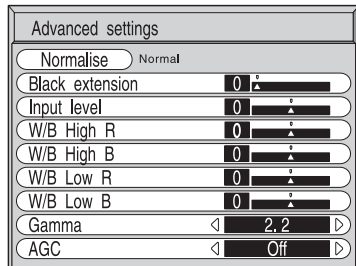 Advanced settings
Normalise Normal
Black extension 0
Input level 0
W/B High R 0
W/B High B 0
W/B Low R 0
W/B Low B 0
Gamma 2.2
AGC Off